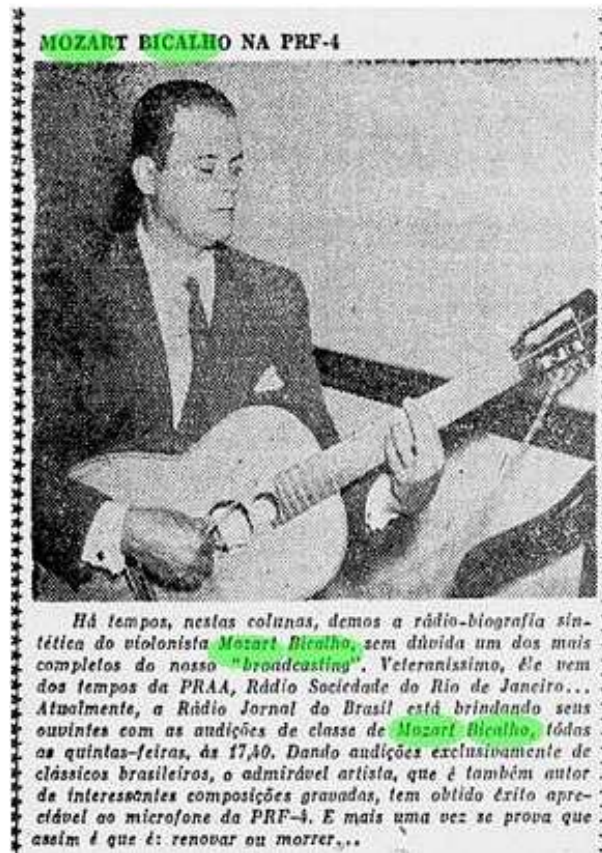 MOZART BICALHO NA PRF-4
Há tempos, nestas colunas, demos a rádio-biografia sin-
tética do violonista Mozart Bicalho, sem dúvida um dos mais
completos do nosso "broadcasting". Veteraníssimo, êle vem
dos tempos da PRAA, Rádio Sociedade do Rio de Janeiro...
Atualmente, a Rádio Jornal do Brasil está brindando seus
ouvintes com as audições de classe de Mozart Bicalho, tôdas
as quintas-feiras, às 17,40. Dando audições exclusivamente de
clássicos brasileiros, o admirável artista, que é também autor
de interessantes composições gravadas, tem obtido êxito apre-
ciável ao microfone da PRF-4. E mais uma vez se prova que
assim é que é: renovar ou morrer...